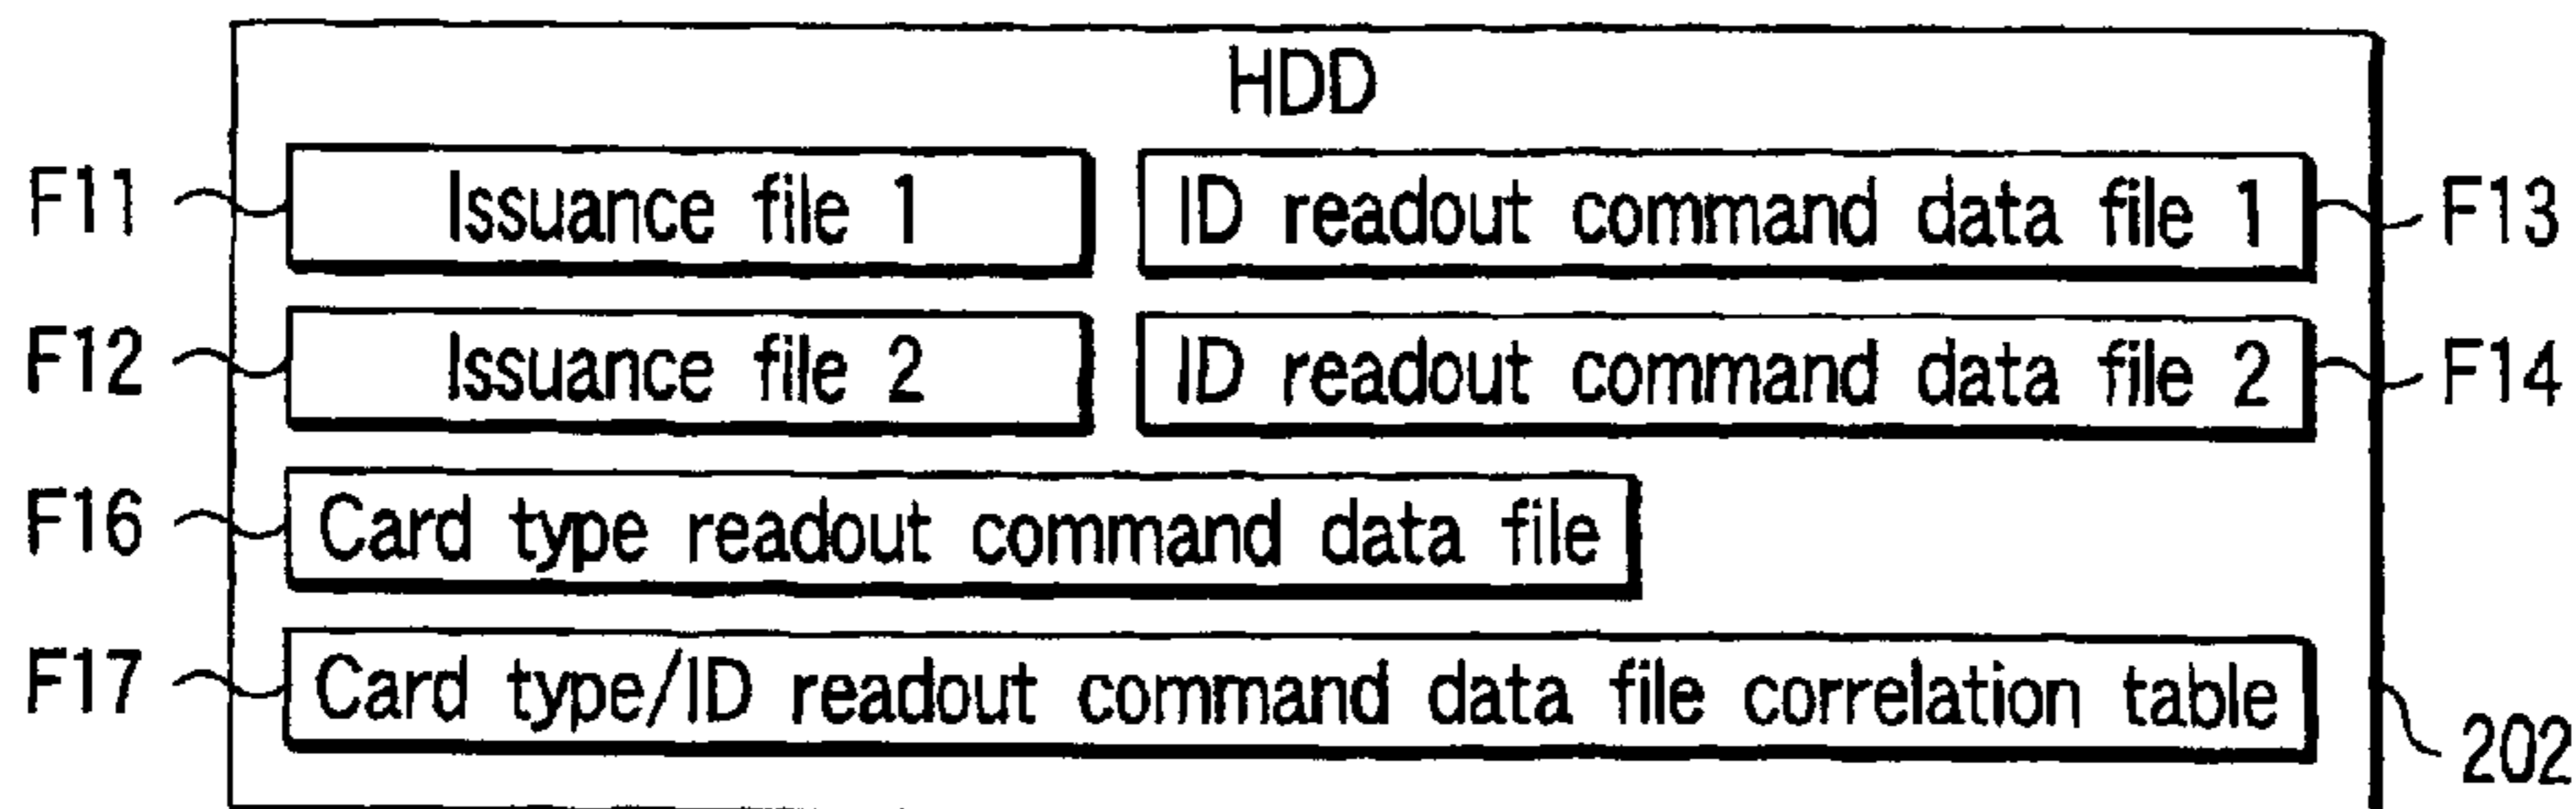 HDD
F11 Issuance file 1 ID readout command data file 1 F13
F12 Issuance file 2 ID readout command data file 2 F14
F16 Card type readout command data file
F17 Card type/ID readout command data file correlation table
202